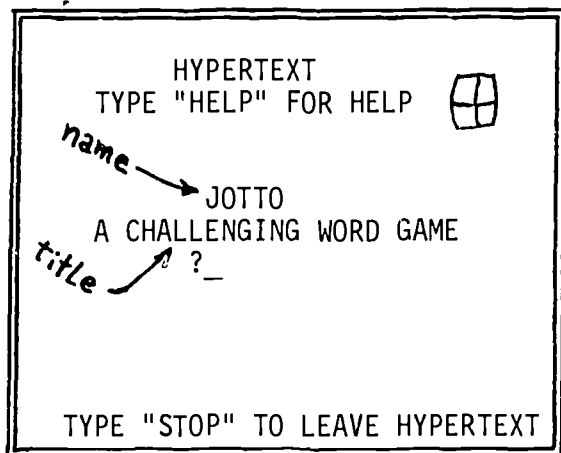 HYPERTEXT
TYPE "HELP" FOR HELP
name
JOTTO
A CHALLENGING WORD GAME
title
?_
TYPE "STOP" TO LEAVE HYPERTEXT